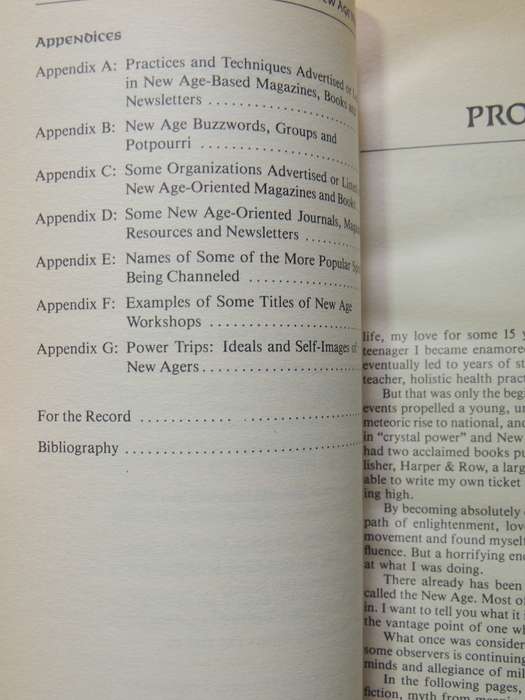 Appendices
Appendix A: Practices and Techniques Advertised or
in New Age-Based Magazines, Books
Newsletters ....................
Appendix B: New Age Buzzwords, Groups and
Potpourri ....................
Appendix C: Some Organizations Advertised or
New Age-Oriented Magazines and Books
Appendix D: Some New Age-Oriented Journals,
Resources and Newsletters ........
Appendix E: Names of Some of the More Popular
Being Channeled ................
Appendix F: Examples of Some Titles of New Age
Workshops ....................
Appendix G: Power Trips: Ideals and Self-Images of
New Agers ....................
For the Record ....................
Bibliography ....................
PRO
life, my love for some 15
teenager I became enamore
eventually led to years of st
teacher, holistic health pract
But that was only the beg
events propelled a young, u
meteoric rise to national, and
in "crystal power" and New
had two acclaimed books pu
lisher, Harper & Row, a larg
able to write my own ticket
ing high.
By becoming absolutely
path of enlightenment, lov
movement and found mysel
fluence. But a horrifying en
at what I was doing.
There already has been
called the New Age. Most o
in. I want to tell you what it
the vantage point of one wh
What once was consider
some observers is continuing
minds and allegiance of mil
In the following pages,
fiction, myth from